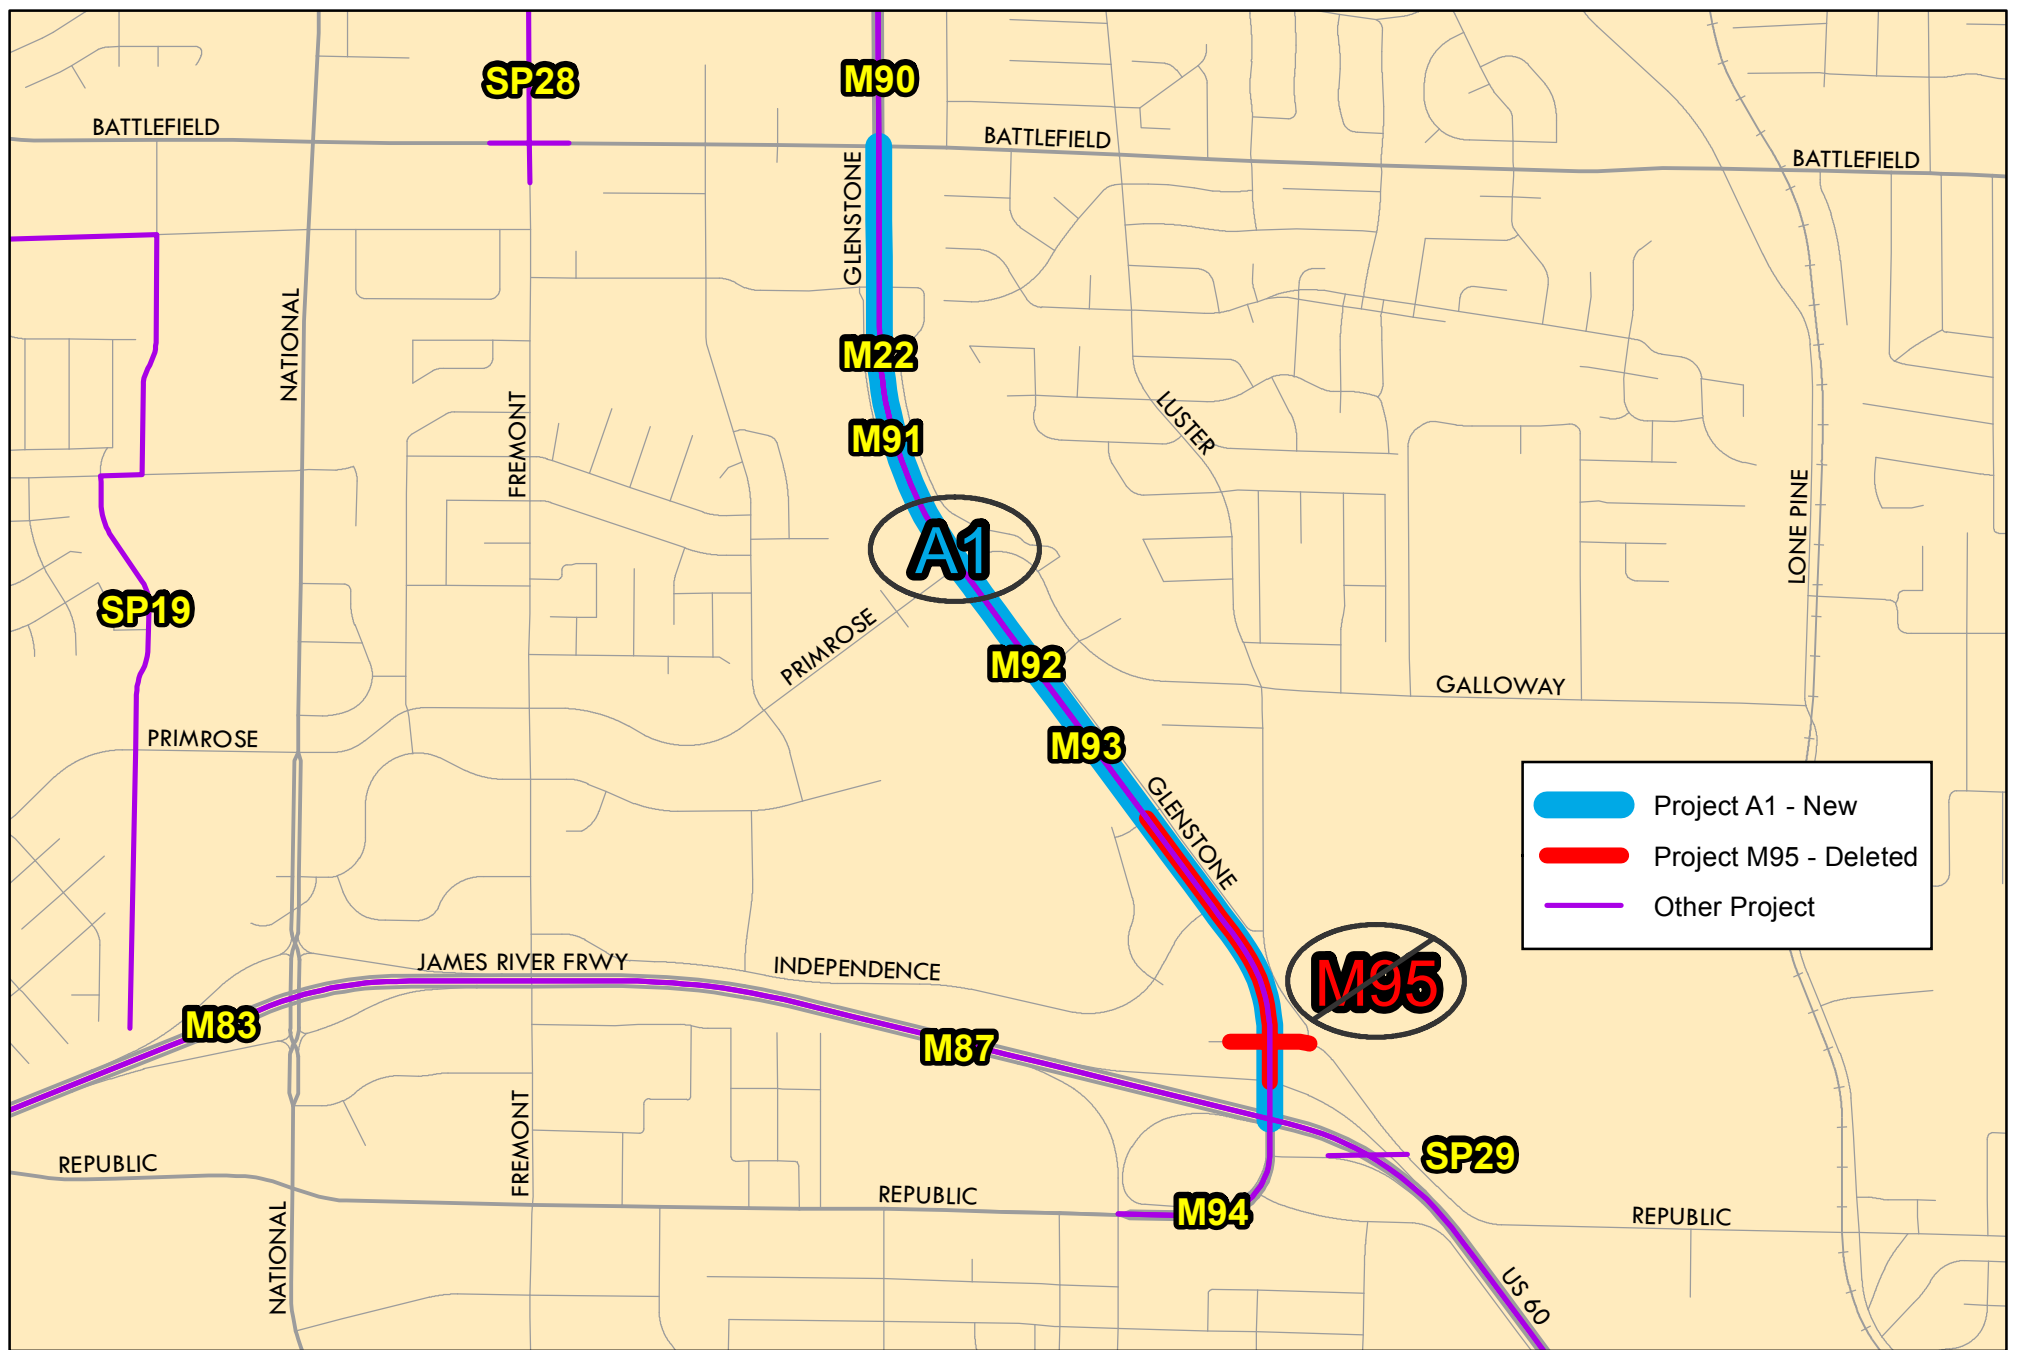 SP28
M90
BATTLEFIELD
BATTLEFIELD
BATTLEFIELD
GLENSTONE
NATIONAL
M22
FREMONT
M91
LUSTER
LONE PINE
A1
SP19
PRIMROSE
M92
GALLOWAY
PRIMROSE
M93
GLENSTONE
Project A1 - New
Project M95 - Deleted
Other Project
JAMES RIVER FRWY
INDEPENDENCE
M95
M83
M87
FREMONT
REPUBLIC
SP29
REPUBLIC
M94
REPUBLIC
NATIONAL
US 60